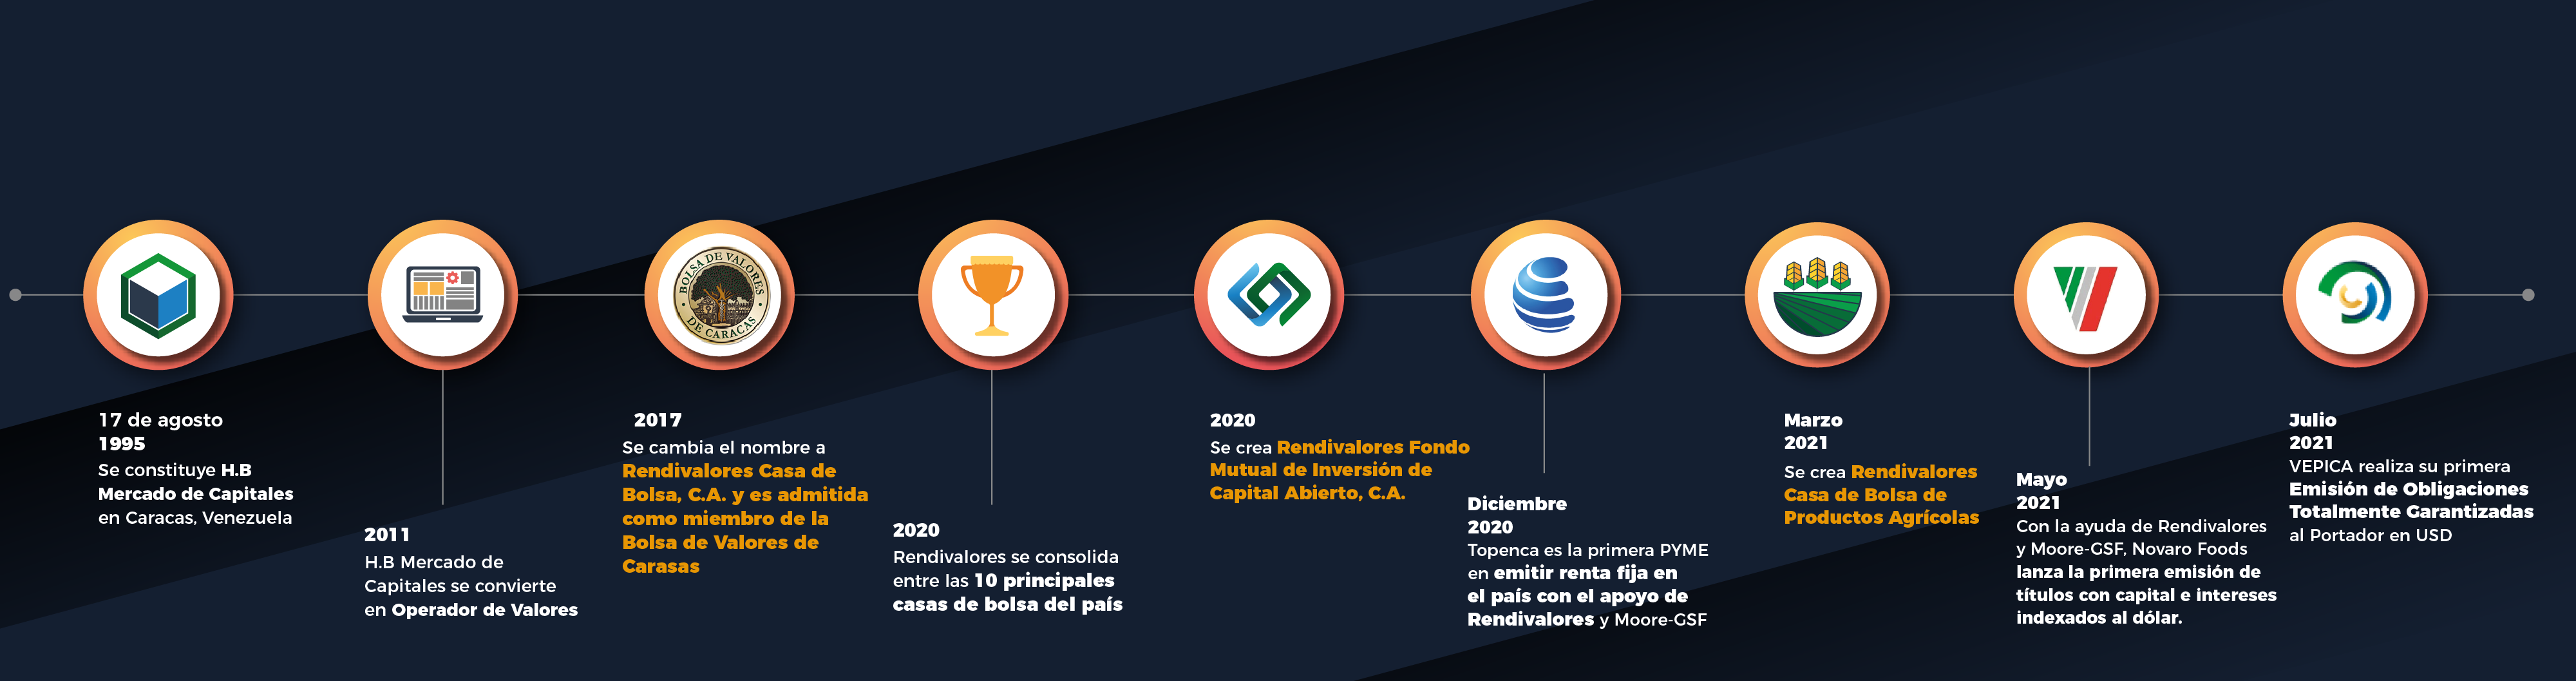 BOLSA DE VALORES
DE CARACAS
17 de agosto
1995
Se constituye H.B
Mercado de Capitales
en Caracas, Venezuela
2011
H.B Mercado de
Capitales se convierte
en Operador de Valores
2017
Se cambia el nombre a
Rendivalores Casa de
Bolsa, C.A. y es admitida
como miembro de la
Bolsa de Valores de
Carasas
2020
Rendivalores se consolida
entre las 10 principales
casas de bolsa del país
2020
Se crea Rendivalores Fondo
Mutual de Inversión de
Capital Abierto, C.A.
Diciembre
2020
Topenca es la primera PYME
en emitir renta fija en
el país con el apoyo de
Rendivalores y Moore-GSF
Marzo
2021
Se crea Rendivalores
Casa de Bolsa de
Productos Agrícolas
Mayo
2021
Con la ayuda de Rendivalores
y Moore-GSF, Novaro Foods
lanza la primera emisión de
títulos con capital e intereses
indexados al dólar.
Julio
2021
VEPICA realiza su primera
Emisión de Obligaciones
Totalmente Garantizadas
al Portador en USD